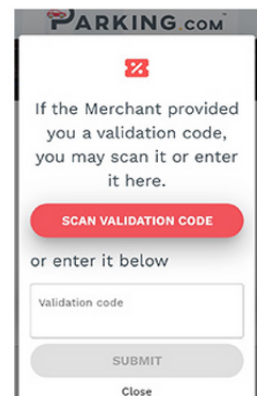 PARKING.COM
%
If the Merchant provided
you a validation code,
you may scan it or enter
it here.
SCAN VALIDATION CODE
or enter it below
Validation code
SUBMIT
Close